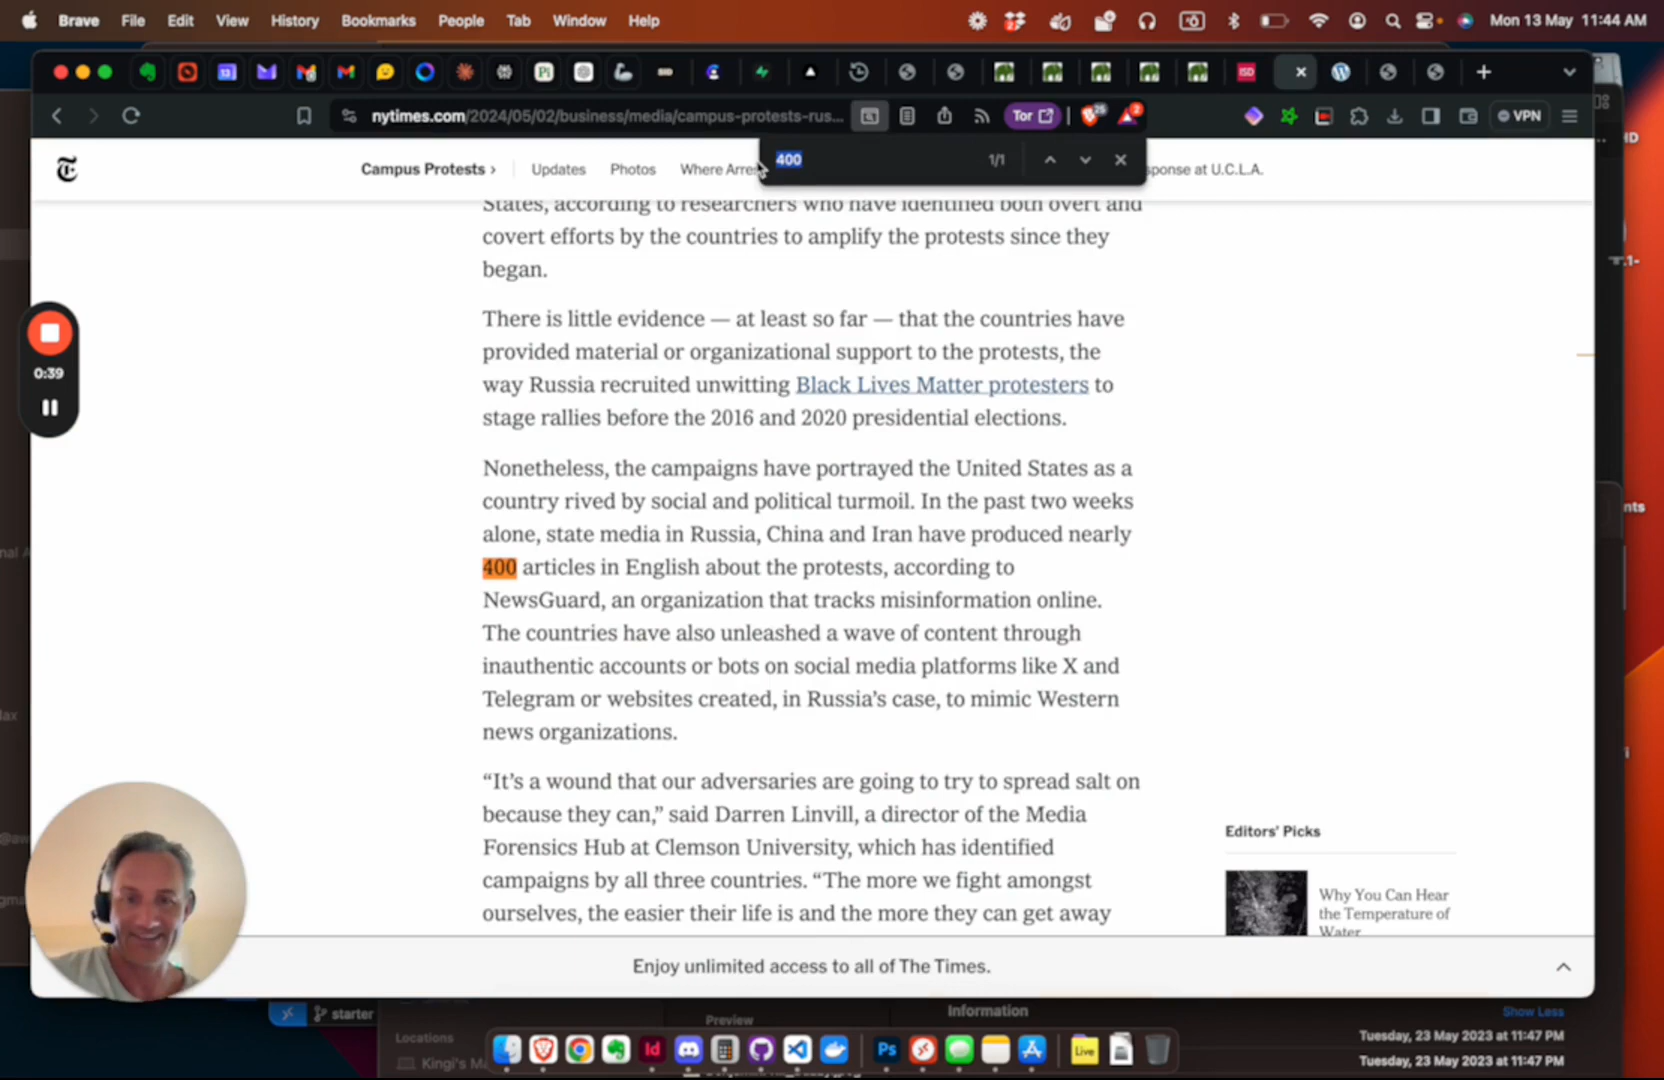 Brave File Edit View History Bookmarks People Tab Window Help Mon 13 May 11:44 AM
nytimes.com/2024/05/02/business/media/campus-protests-rus... Tor 25 2 VPN
400 1/1
Campus Protests › Updates Photos Where Arre sponse at U.C.L.A.
States, according to researchers who have identified both overt and
covert efforts by the countries to amplify the protests since they
began.
There is little evidence — at least so far — that the countries have
provided material or organizational support to the protests, the
way Russia recruited unwitting Black Lives Matter protesters to
stage rallies before the 2016 and 2020 presidential elections.
0:39
Nonetheless, the campaigns have portrayed the United States as a
country rived by social and political turmoil. In the past two weeks
alone, state media in Russia, China and Iran have produced nearly
400 articles in English about the protests, according to
NewsGuard, an organization that tracks misinformation online.
The countries have also unleashed a wave of content through
inauthentic accounts or bots on social media platforms like X and
Telegram or websites created, in Russia’s case, to mimic Western
news organizations.
“It’s a wound that our adversaries are going to try to spread salt on
because they can,” said Darren Linvill, a director of the Media
Forensics Hub at Clemson University, which has identified
campaigns by all three countries. “The more we fight amongst
ourselves, the easier their life is and the more they can get away
Editors’ Picks
Why You Can Hear
the Temperature of
Water
Enjoy unlimited access to all of The Times.
starter
Locations
Preview
Information
Show Less
Tuesday, 23 May 2023 at 11:47 PM
Tuesday, 23 May 2023 at 11:47 PM